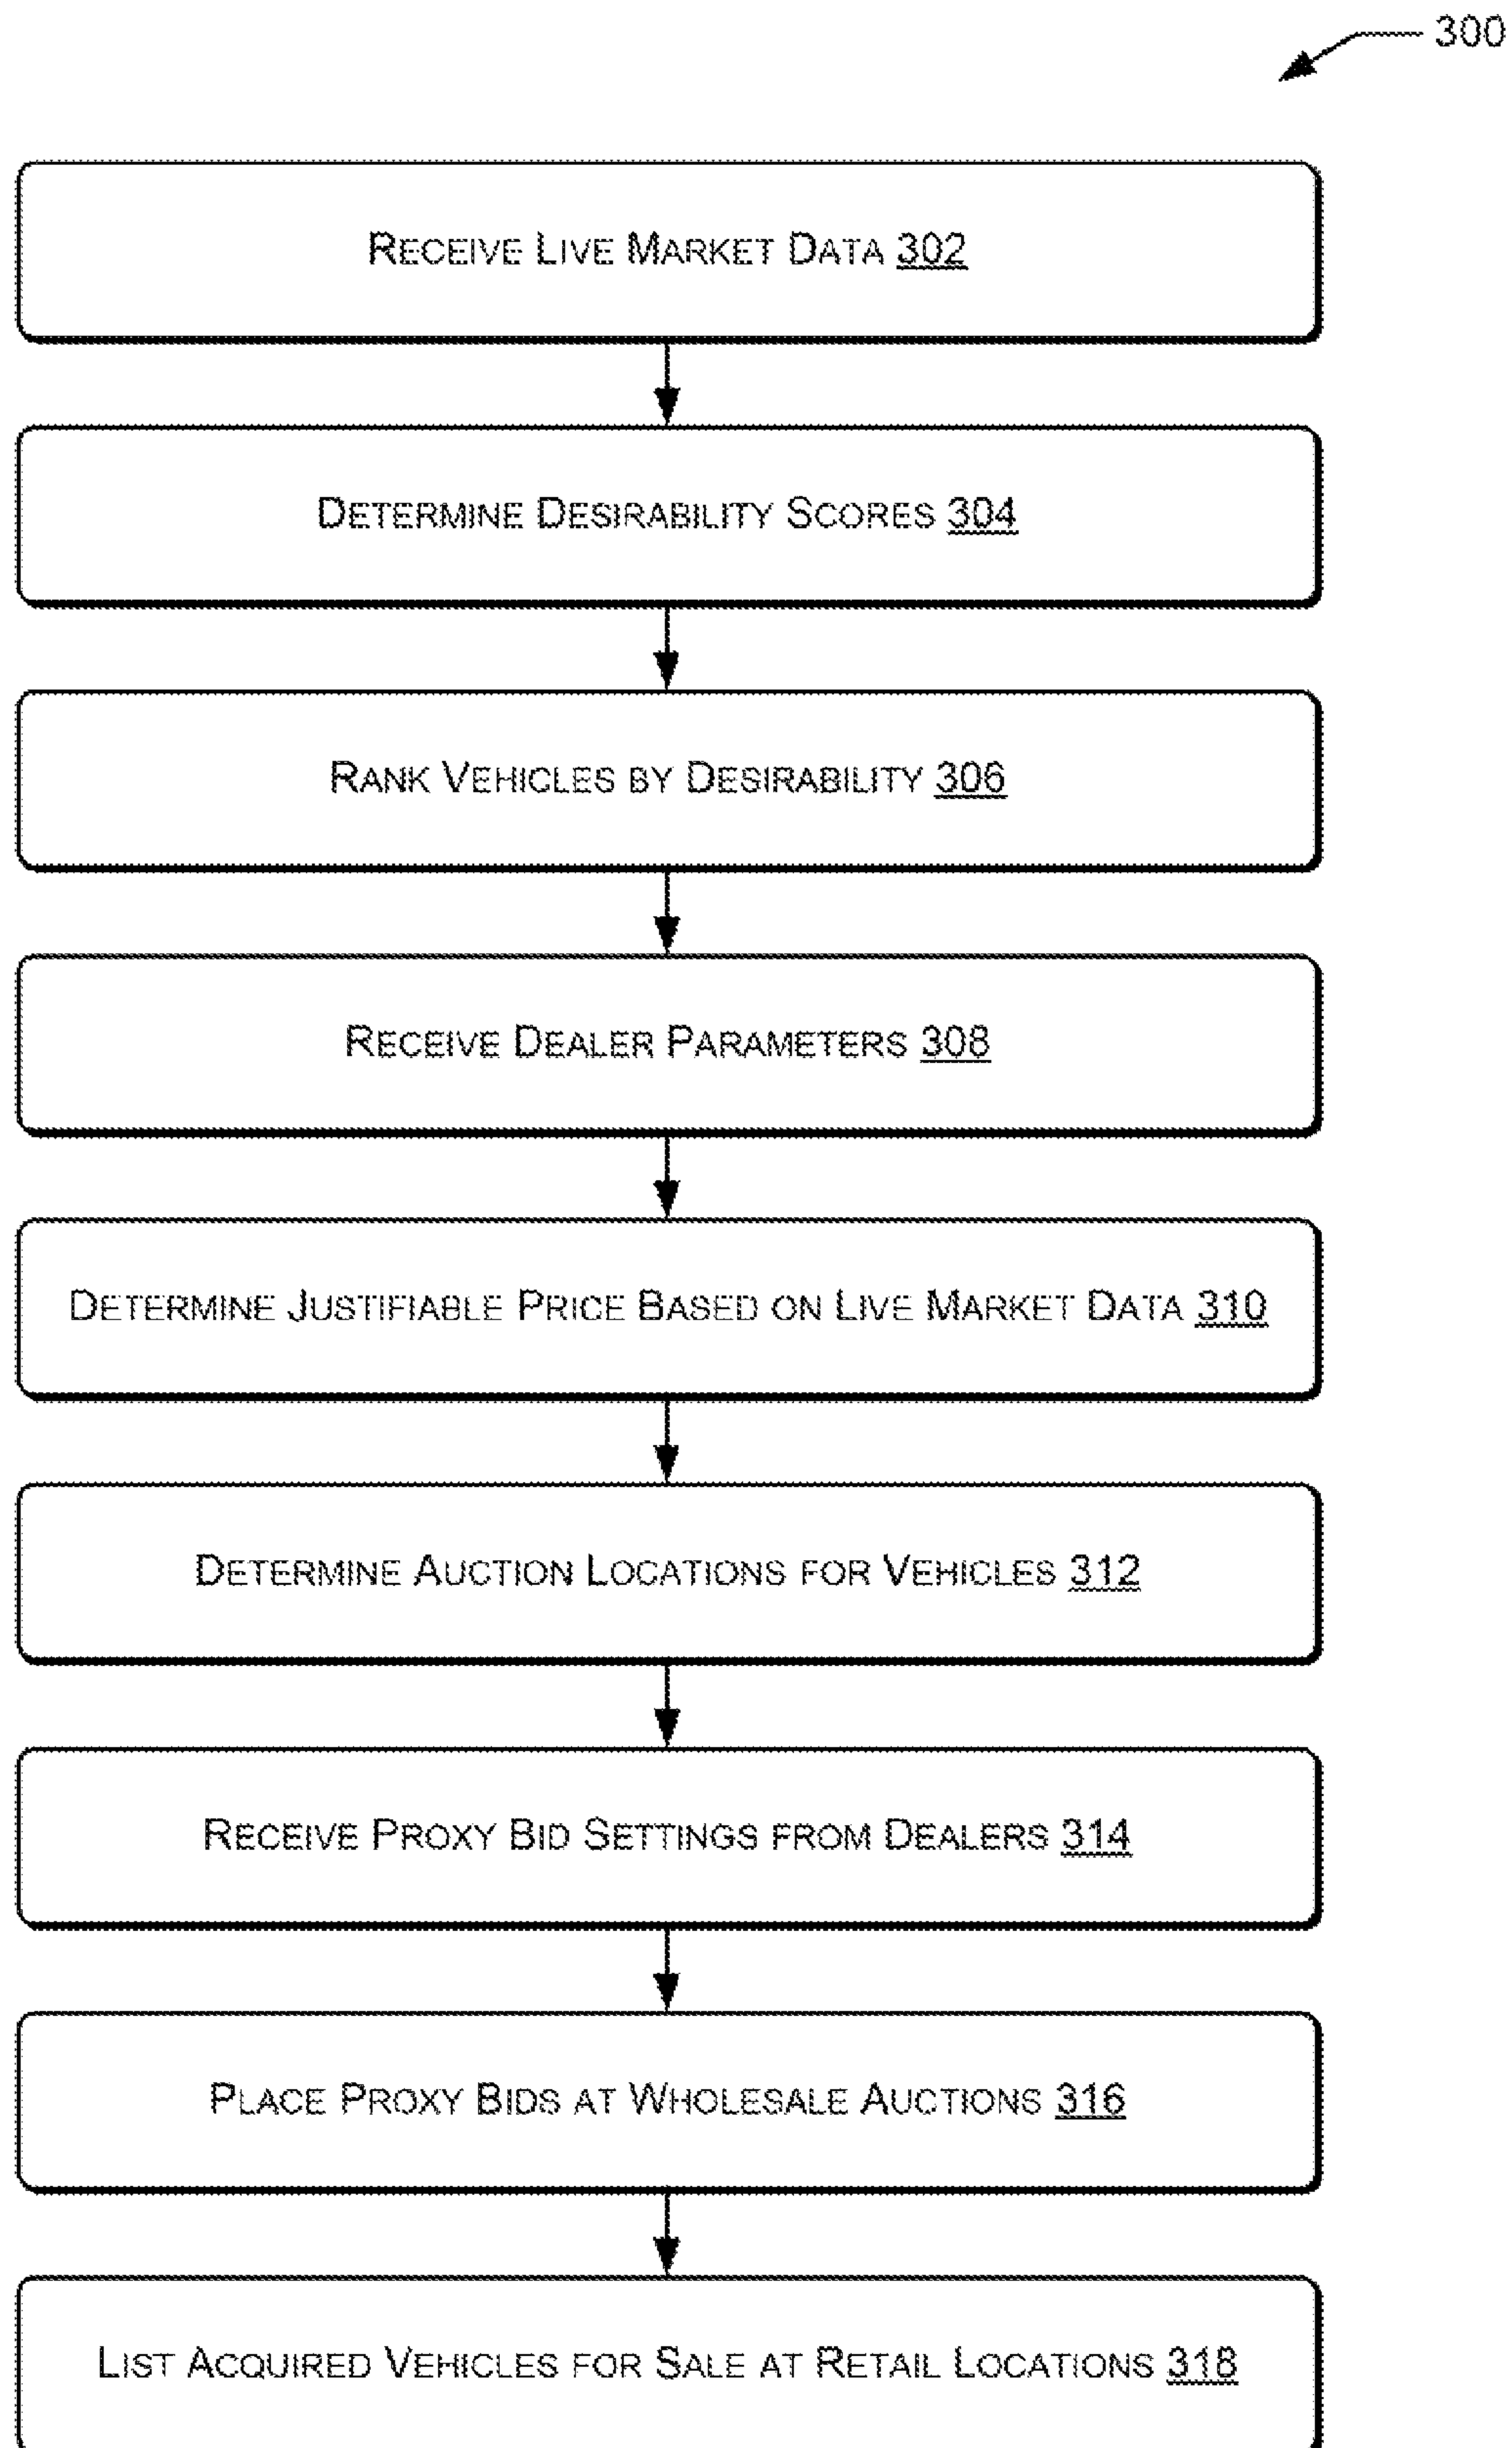 300
RECEIVE LIVE MARKET DATA 302
DETERMINE DESIRABILITY SCORES 304
RANK VEHICLES BY DESIRABILITY 306
RECEIVE DEALER PARAMETERS 308
DETERMINE JUSTIFIABLE PRICE BASED ON LIVE MARKET DATA 310
DETERMINE AUCTION LOCATIONS FOR VEHICLES 312
RECEIVE PROXY BID SETTINGS FROM DEALERS 314
PLACE PROXY BIDS AT WHOLESALE AUCTIONS 316
LIST ACQUIRED VEHICLES FOR SALE AT RETAIL LOCATIONS 318